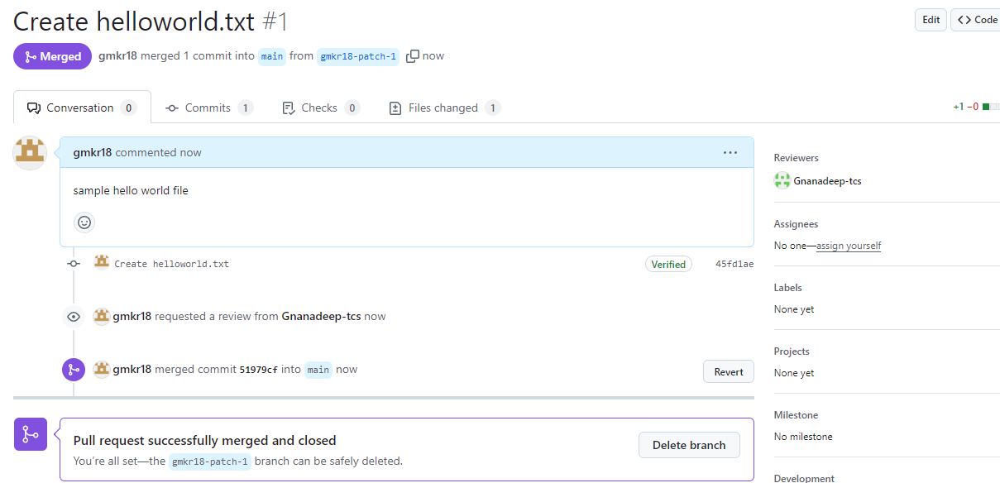 Create helloworld.txt #1
Edit
Code
Merged gmkr18 merged 1 commit into main from gmkr18-patch-1 now
Conversation 0 Commits 1 Checks 0 Files changed 1
+1 −0
gmkr18 commented now
sample hello world file
Create helloworld.txt Verified 45fd1ae
gmkr18 requested a review from Gnanadeep-tcs now
gmkr18 merged commit 51979cf into main now
Revert
Pull request successfully merged and closed
You're all set—the gmkr18-patch-1 branch can be safely deleted.
Delete branch
Reviewers
Gnanadeep-tcs
Assignees
No one—assign yourself
Labels
None yet
Projects
None yet
Milestone
No milestone
Development